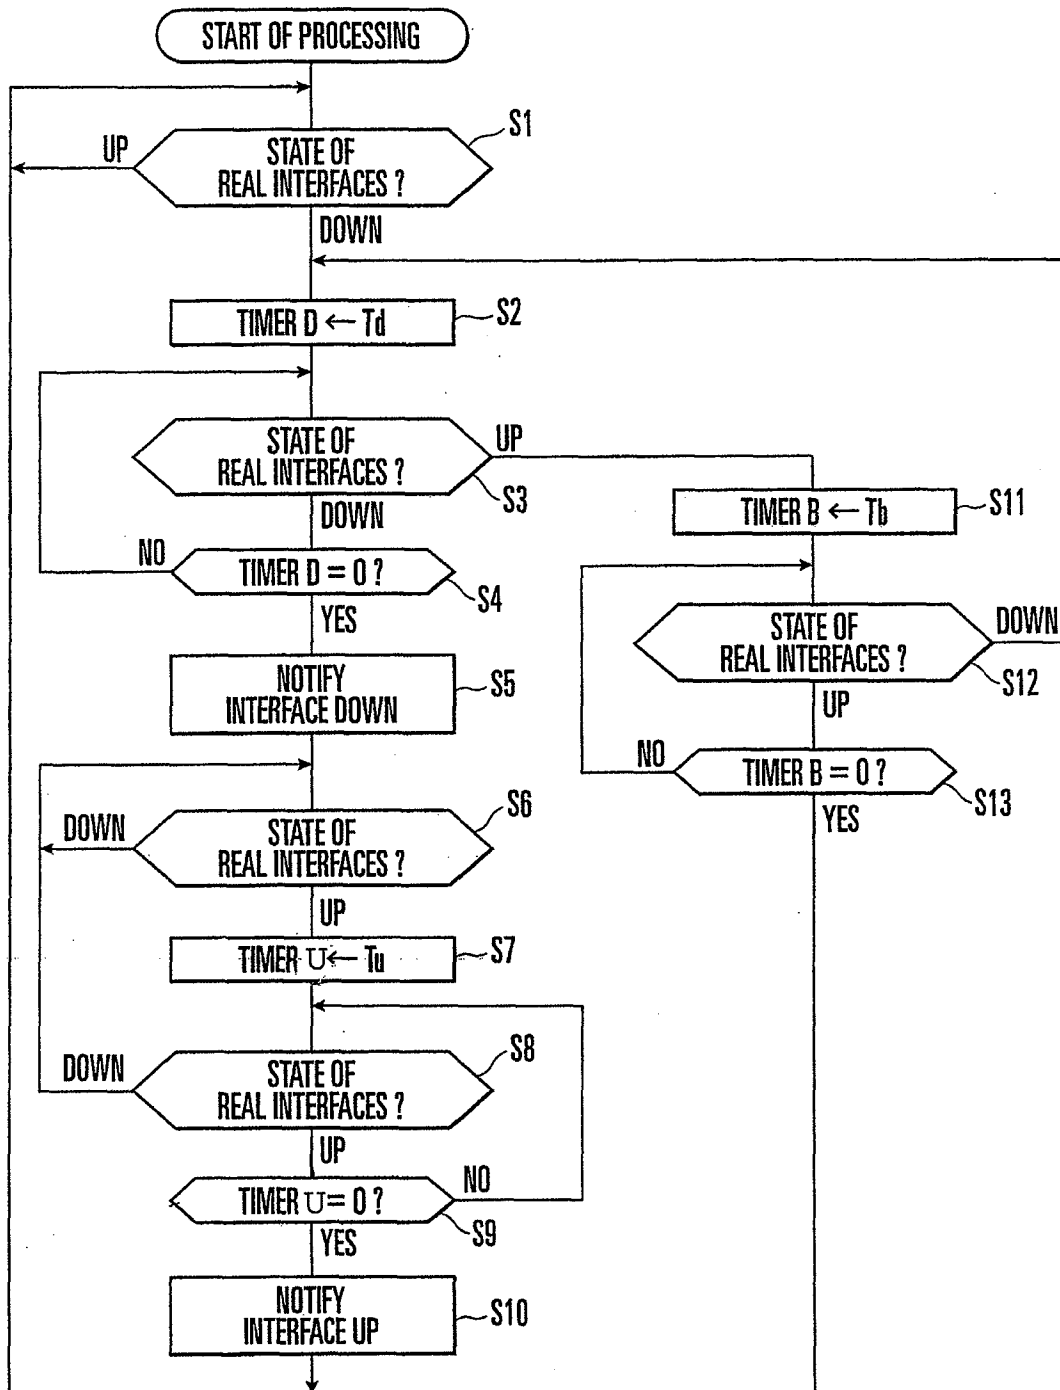 START OF PROCESSING
S1
UP
STATE OF
REAL INTERFACES ?
DOWN
S2
TIMER D ← Td
STATE OF
REAL INTERFACES ?
UP
S3
DOWN
NO
TIMER D = 0 ?
S4
YES
NOTIFY
INTERFACE DOWN
S5
S6
DOWN
STATE OF
REAL INTERFACES ?
UP
TIMER U ← Tu
S7
S8
DOWN
STATE OF
REAL INTERFACES ?
UP
TIMER U = 0 ?
NO
S9
YES
NOTIFY
INTERFACE UP
S10
TIMER B ← Tb
S11
STATE OF
REAL INTERFACES ?
DOWN
S12
UP
NO
TIMER B = 0 ?
S13
YES